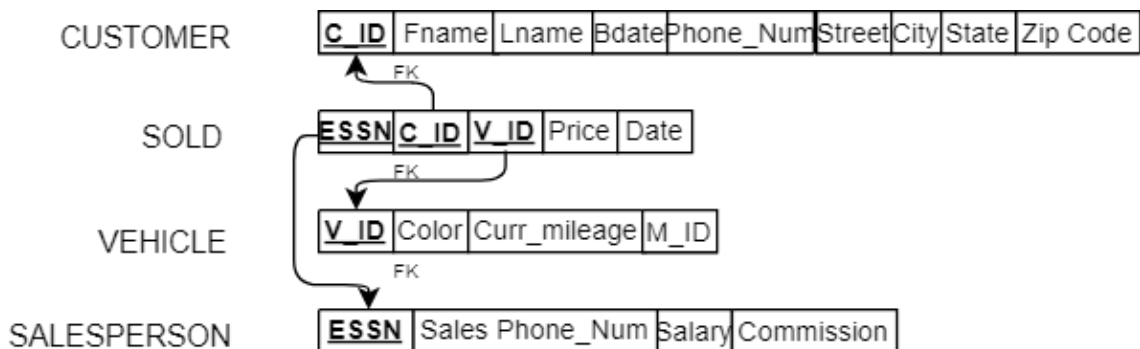 CUSTOMER C_ID Fname Lname Bdate Phone_Num Street City State Zip Code
FK
SOLD ESSN C_ID V_ID Price Date
FK
VEHICLE V_ID Color Curr_mileage M_ID
FK
SALESPERSON ESSN Sales Phone_Num Salary Commission